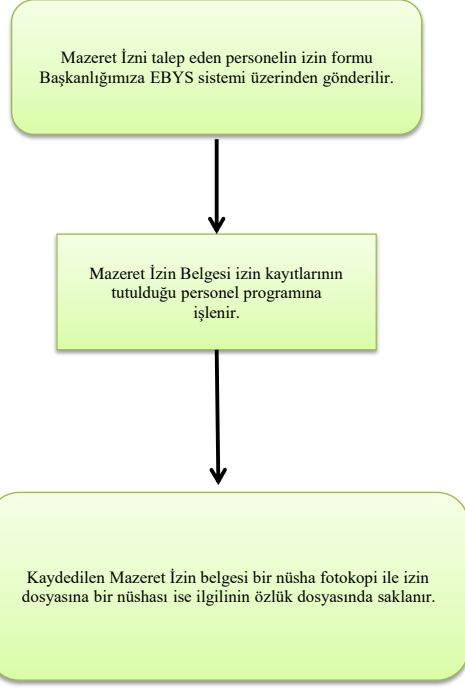 Mazeret İzni talep eden personelin izin formu
Başkanlığımıza EBYS sistemi üzerinden gönderilir.
Mazeret İzin Belgesi izin kayıtlarının
tutulduğu personel programına
işlenir.
Kaydedilen Mazeret İzin belgesi bir nüsha fotokopi ile izin
dosyasına bir nüshası ise ilgilinin özlük dosyasında saklanır.